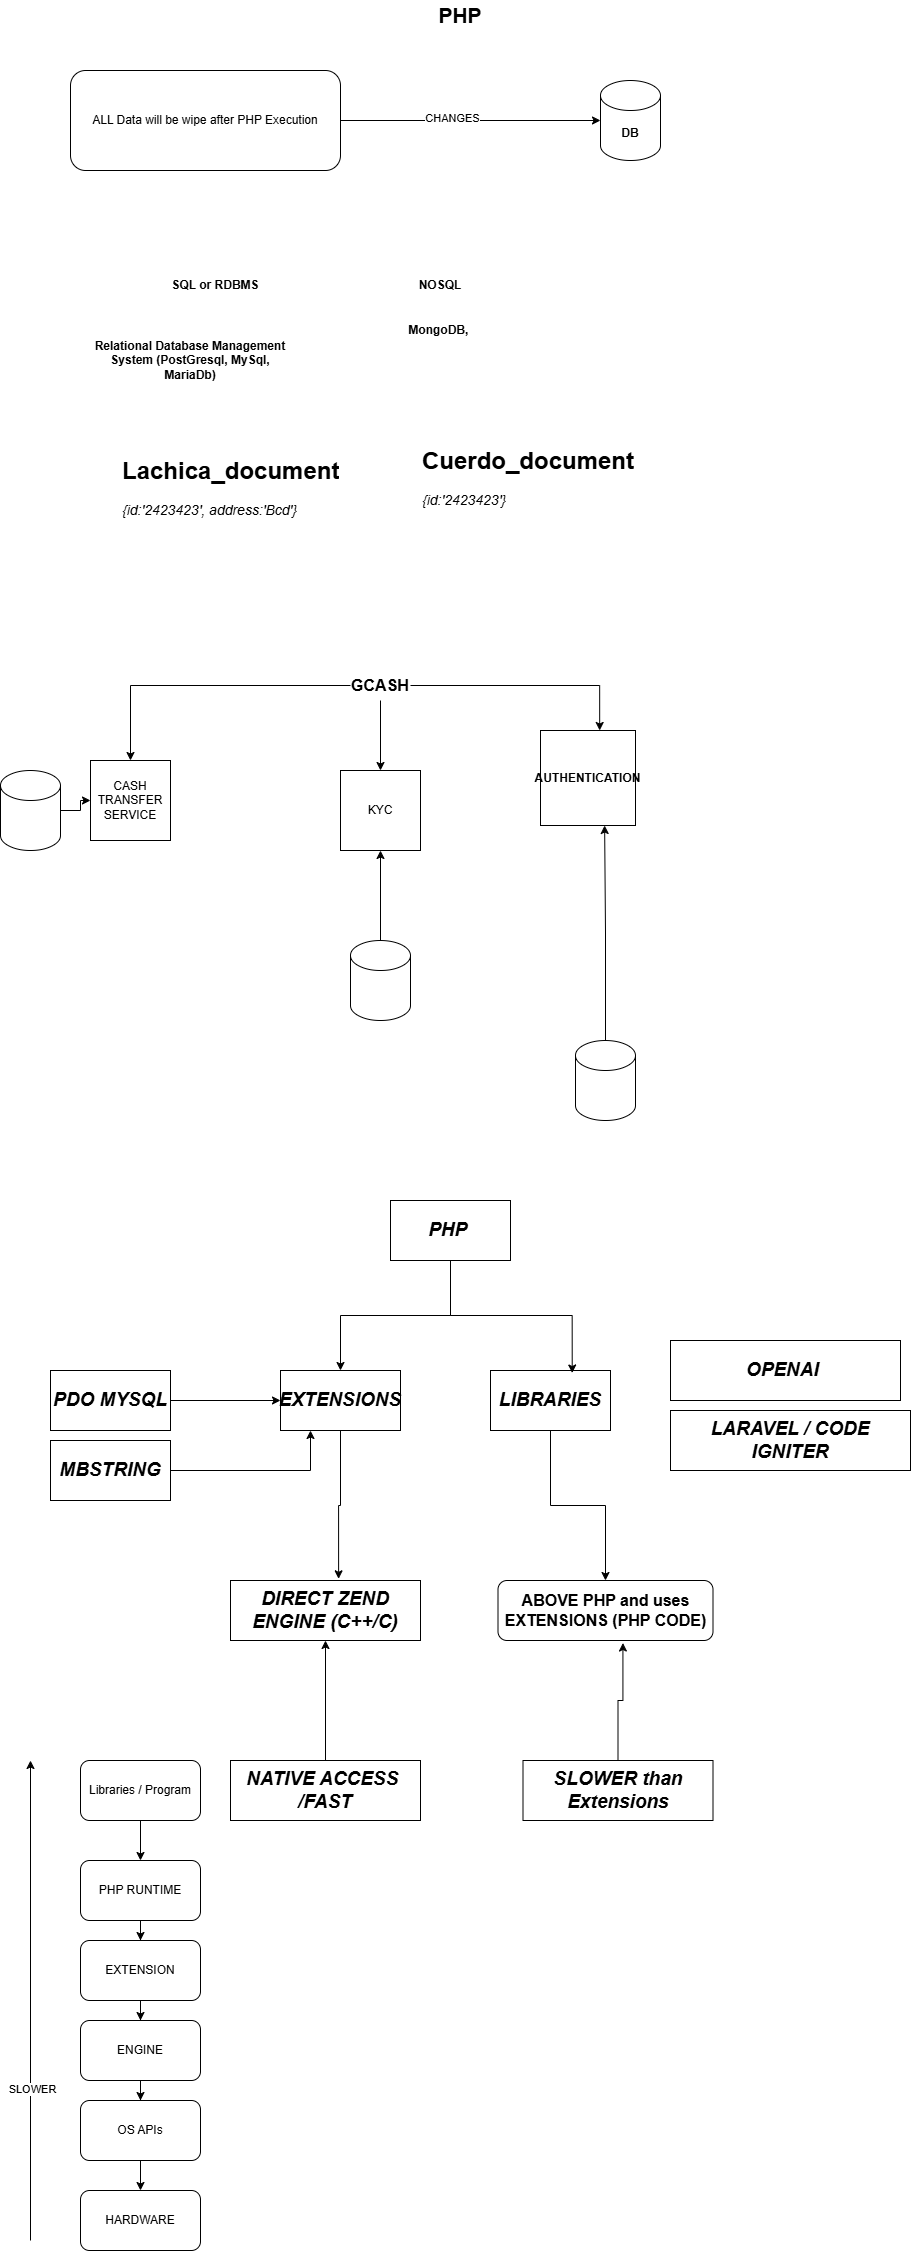 PHP
ALL Data will be wipe after PHP Execution
CHANGES
DB
SQL or RDBMS
NOSQL
MongoDB,
Relational Database Management
System (PostGresql, MySql,
MariaDb)
Lachica_document
{id:'2423423', address:'Bcd'}
Cuerdo_document
{id:'2423423'}
GCASH
CASH
TRANSFER
SERVICE
KYC
AUTHENTICATION
PHP
PDO MYSQL
EXTENSIONS
LIBRARIES
OPENAI
LARAVEL / CODE
IGNITER
MBSTRING
DIRECT ZEND
ENGINE (C++/C)
ABOVE PHP and uses
EXTENSIONS (PHP CODE)
NATIVE ACCESS
/FAST
SLOWER than
Extensions
Libraries / Program
PHP RUNTIME
EXTENSION
ENGINE
SLOWER
OS APIs
HARDWARE